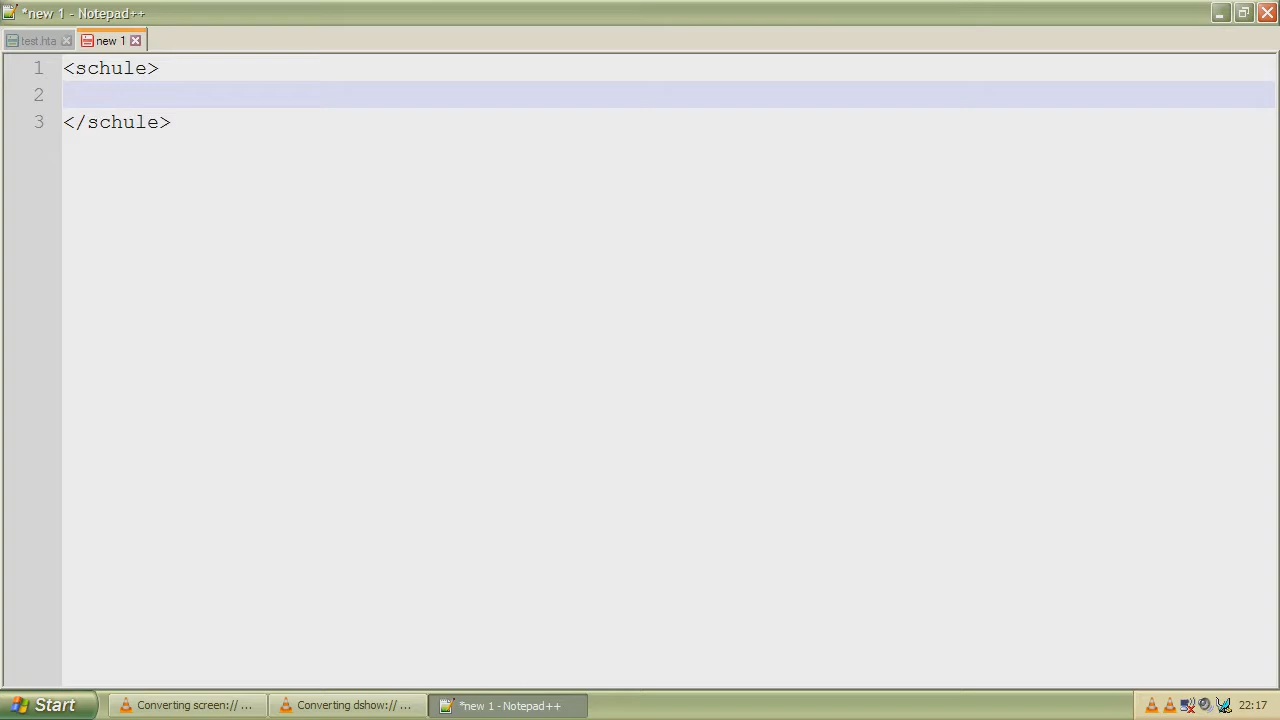 *new 1 - Notepad++
test.hta
new 1
1 <schule>
2
3 </schule>
Start
Converting screen:// ...
Converting dshow:// ...
*new 1 - Notepad++
22:17